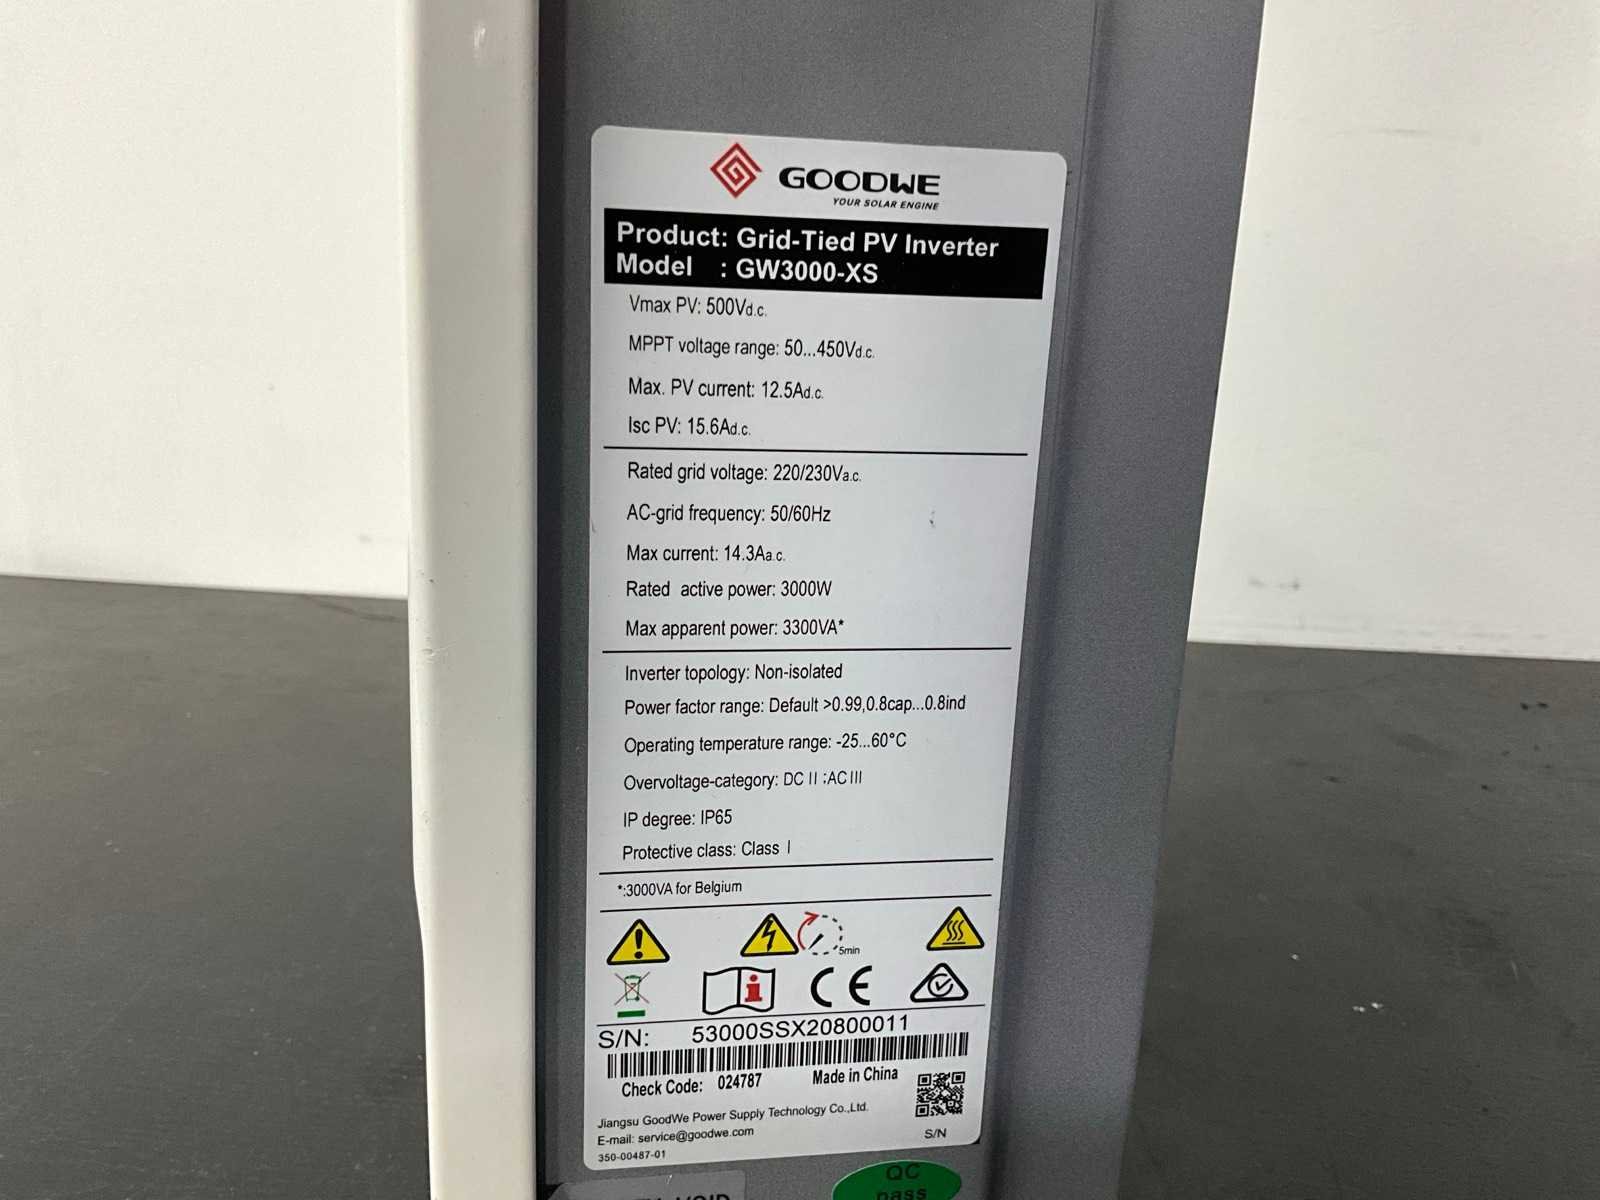 GOODWE
YOUR SOLAR ENGINE
Product: Grid-Tied PV Inverter
Model : GW3000-XS
Vmax PV: 500Vd.c.
MPPT voltage range: 50...450Vd.c.
Max. PV current: 12.5Ad.c.
Isc PV: 15.6Ad.c.
Rated grid voltage: 220/230Va.c.
AC-grid frequency: 50/60Hz
Max current: 14.3Aa.c.
Rated active power: 3000W
Max apparent power: 3300VA*
Inverter topology: Non-isolated
Power factor range: Default >0.99,0.8cap...0.8ind
Operating temperature range: -25...60°C
Overvoltage-category: DC II :AC III
IP degree: IP65
Protective class: Class I
*:3000VA for Belgium
5min
CE
S/N: 53000SSX20800011
Check Code: 024787 Made in China
Jiangsu GoodWe Power Supply Technology Co.,Ltd.
E-mail: service@goodwe.com
S/N
350-00487-01
QC
pass
VOID